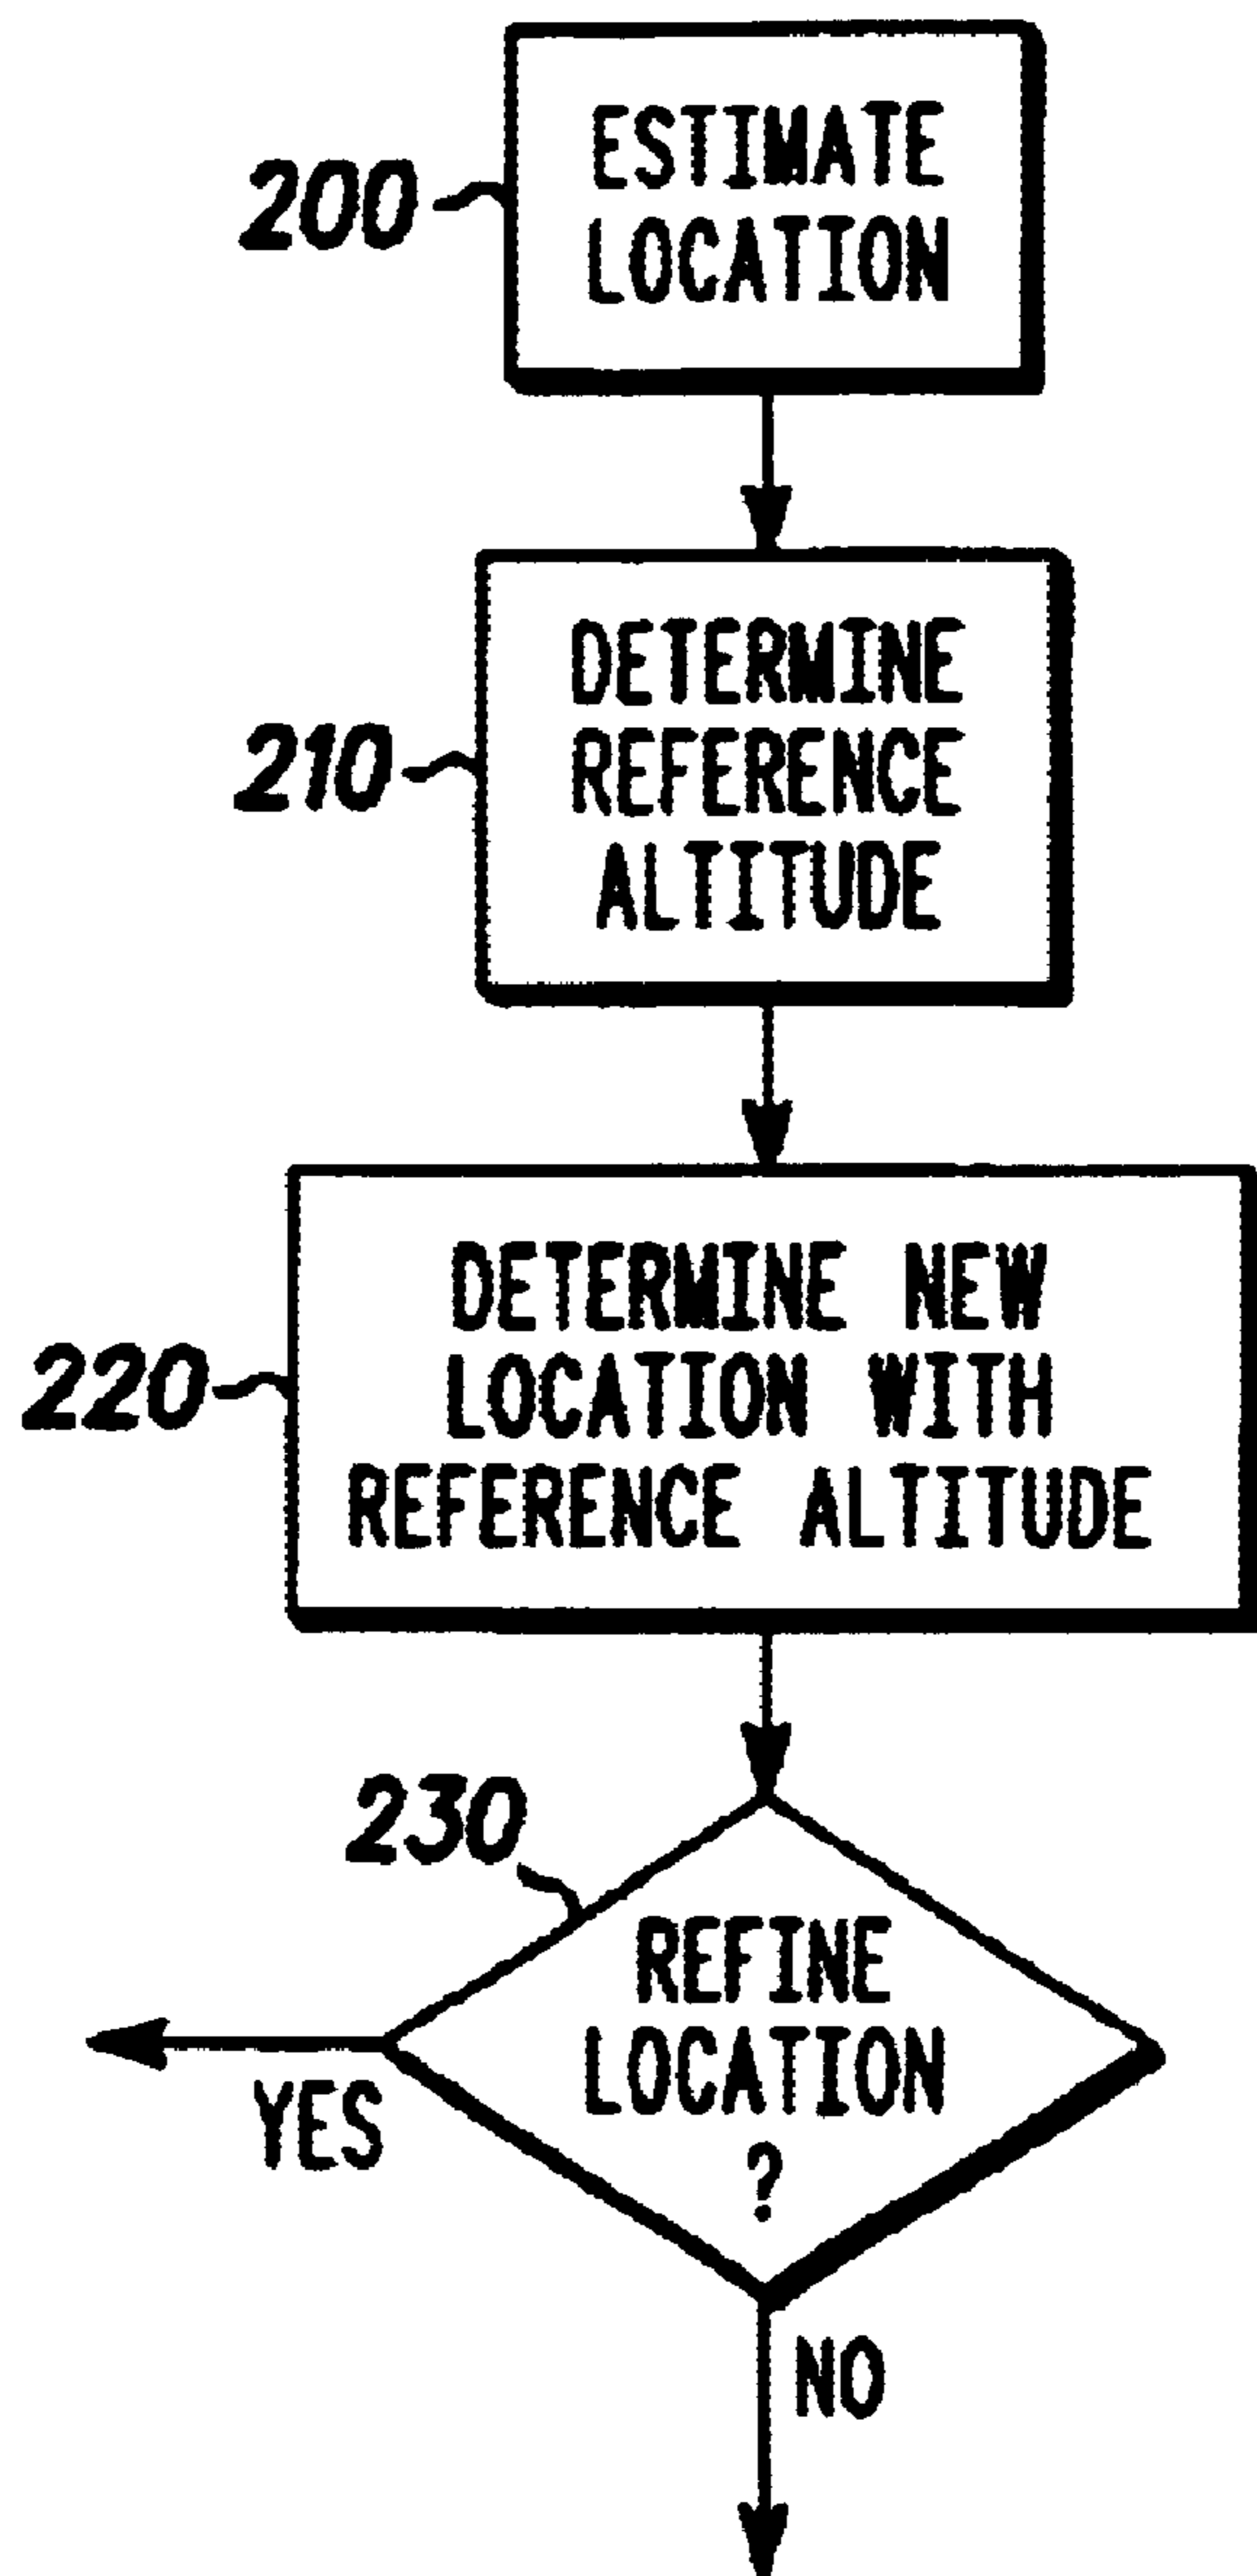 200
ESTIMATE
LOCATION
210
DETERMINE
REFERENCE
ALTITUDE
220
DETERMINE NEW
LOCATION WITH
REFERENCE ALTITUDE
230
REFINE
LOCATION
?
YES
NO